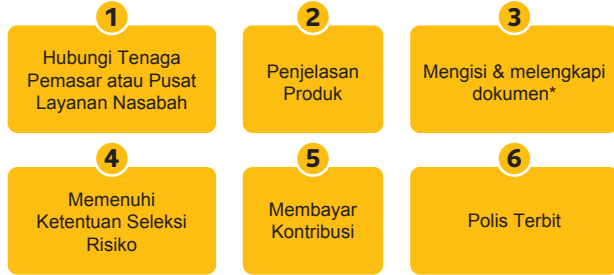 1
Hubungi Tenaga
Pemasar atau Pusat
Layanan Nasabah
2
Penjelasan
Produk
3
Mengisi & melengkapi
dokumen*
4
Memenuhi
Ketentuan Seleksi
Risiko
5
Membayar
Kontribusi
6
Polis Terbit